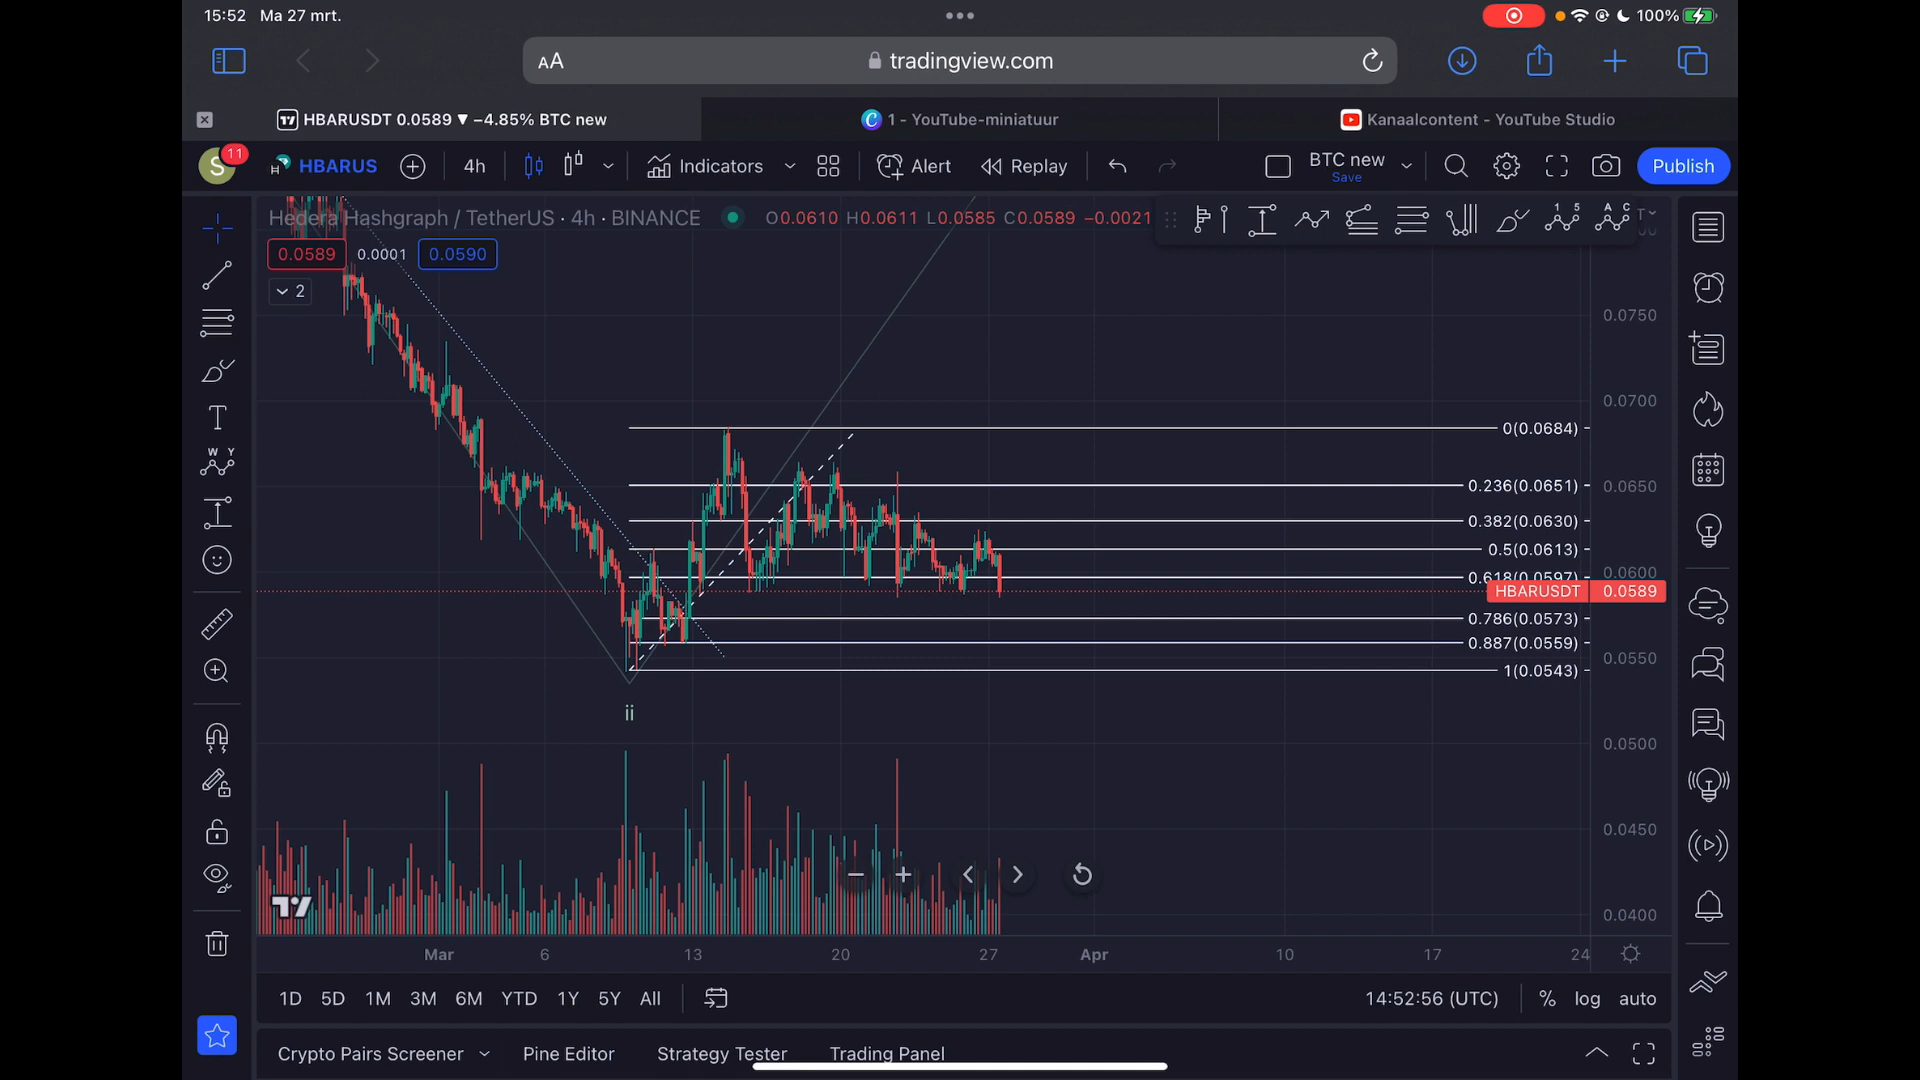 15:52 Ma 27 mrt.
100%
AA tradingview.com
HBARUSDT 0.0589 ▼ −4.85% BTC new
1 - YouTube-miniatuur
Kanaalcontent - YouTube Studio
S 11 HBARUS 4h Indicators Alert Replay BTC new Save Publish
Hedera Hashgraph / TetherUS · 4h · BINANCE O0.0610 H0.0611 L0.0585 C0.0589 −0.0021
0.0589 0.0001 0.0590
2
0.0750
0.0700
0(0.0684)
0.236(0.0651) 0.0650
0.382(0.0630)
0.5(0.0613)
0.618(0.0597) 0.0600
HBARUSDT 0.0589
0.786(0.0573)
0.887(0.0559) 0.0550
1(0.0543)
ii
0.0500
0.0450
0.0400
Mar 6 13 20 27 Apr 10 17 24
1D 5D 1M 3M 6M YTD 1Y 5Y All 14:52:56 (UTC) % log auto
Crypto Pairs Screener Pine Editor Strategy Tester Trading Panel